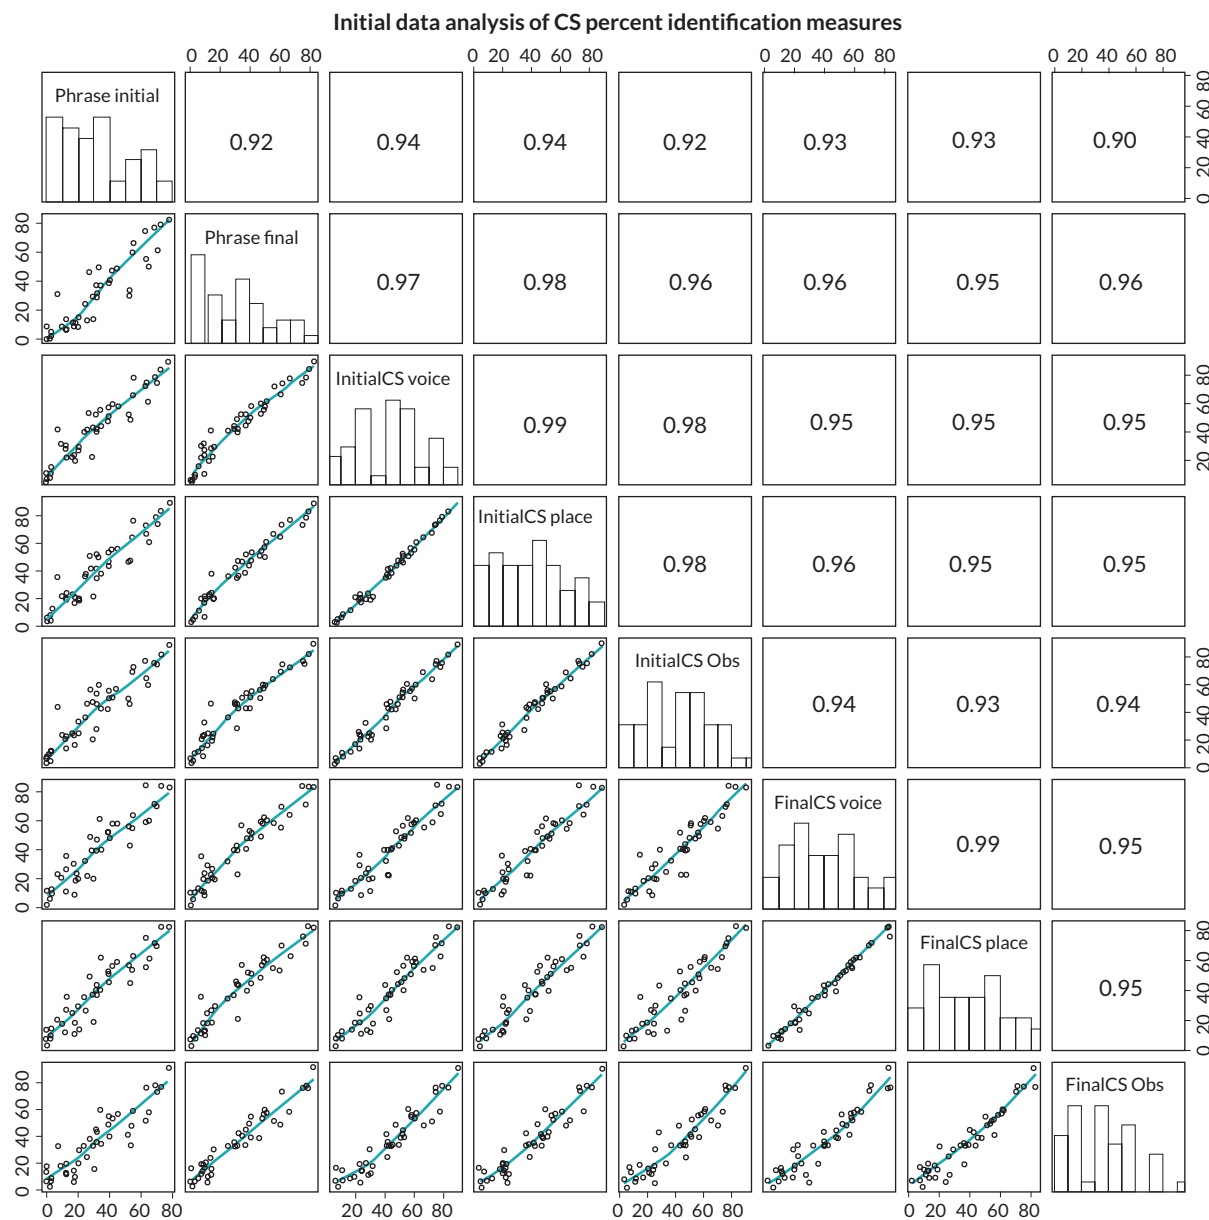 Initial data analysis of CS percent identification measures
0 20 40 60 80 0 20 40 60 80 0 20 40 60 80 0 20 40 60 80
Phrase initial 0.92 0.94 0.94 0.92 0.93 0.93 0.90 0 20 40 60 80
0 20 40 60 80 Phrase final 0.97 0.98 0.96 0.96 0.95 0.96
InitialCS voice 0.99 0.98 0.95 0.95 0.95 20 40 60 80
0 20 40 60 80 InitialCS place 0.98 0.96 0.95 0.95
InitialCS Obs 0.94 0.93 0.94 0 20 40 60 80
0 20 40 60 80 FinalCS voice 0.99 0.95
FinalCS place 0.95 0 20 40 60 80
0 20 40 60 80 FinalCS Obs
0 20 40 60 80 20 40 60 80 0 20 40 60 80 0 20 40 60 80